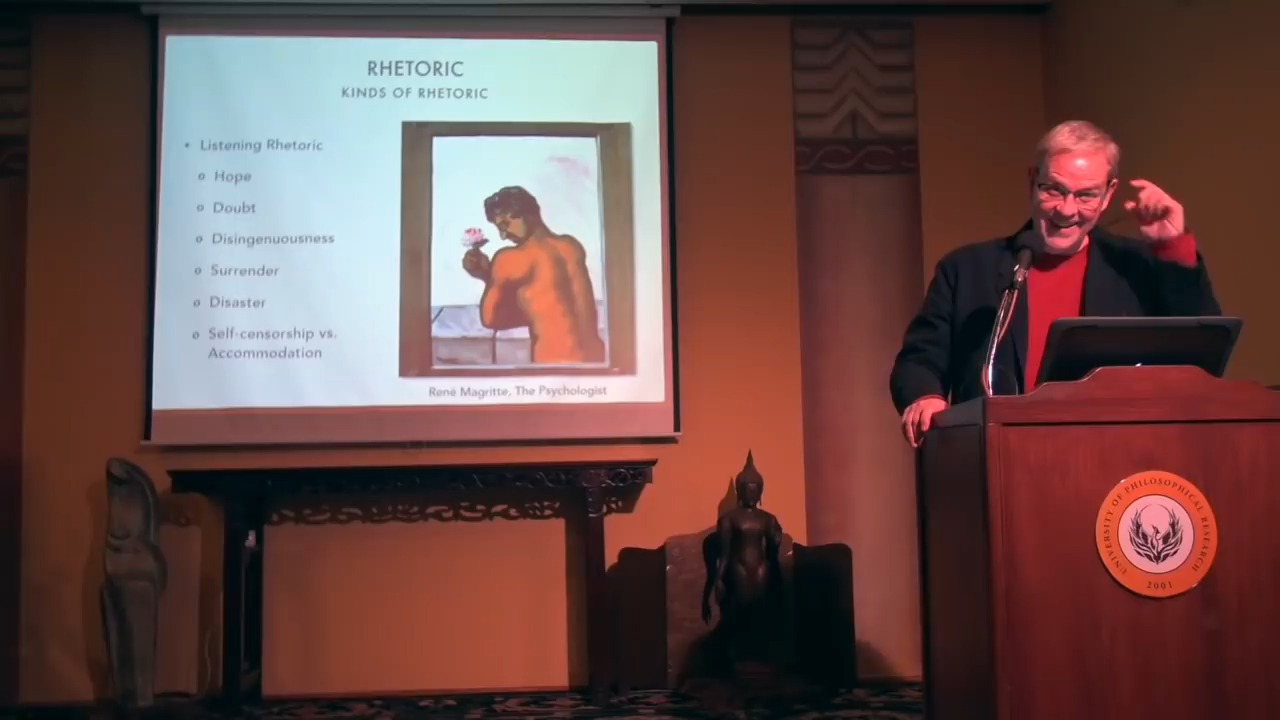 RHETORIC
KINDS OF RHETORIC
• Listening Rhetoric
o Hope
o Doubt
o Disingenuousness
o Surrender
o Disaster
o Self-censorship vs.
Accommodation
René Magritte, The Psychologist
UNIVERSITY OF PHILOSOPHICAL RESEARCH
2001